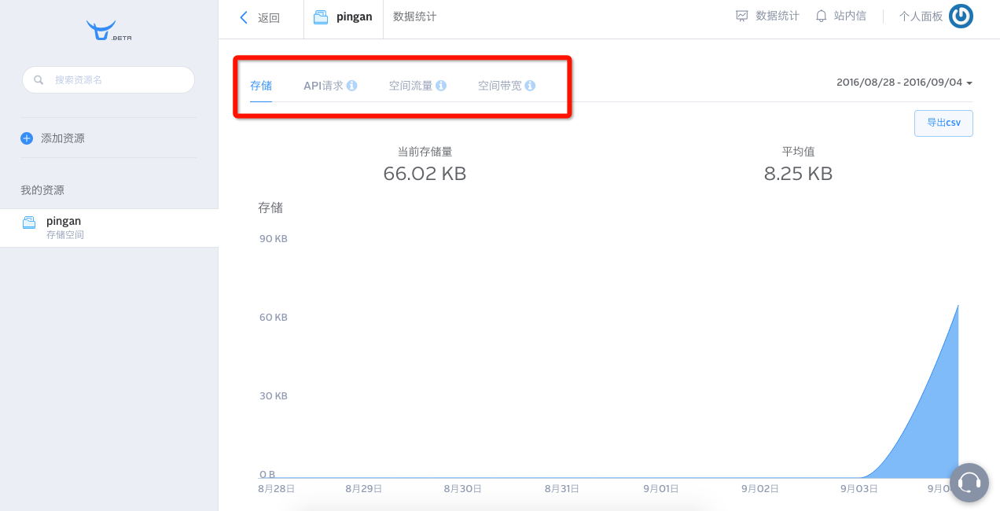 .BETA
搜索资源名
添加资源
我的资源
pingan
存储空间
返回
pingan
数据统计
数据统计
站内信
个人面板
存储
API请求
空间流量
空间带宽
2016/08/28 - 2016/09/04
导出csv
当前存储量
66.02 KB
平均值
8.25 KB
存储
90 KB
60 KB
30 KB
0 B
8月28日
8月29日
8月30日
8月31日
9月01日
9月02日
9月03日